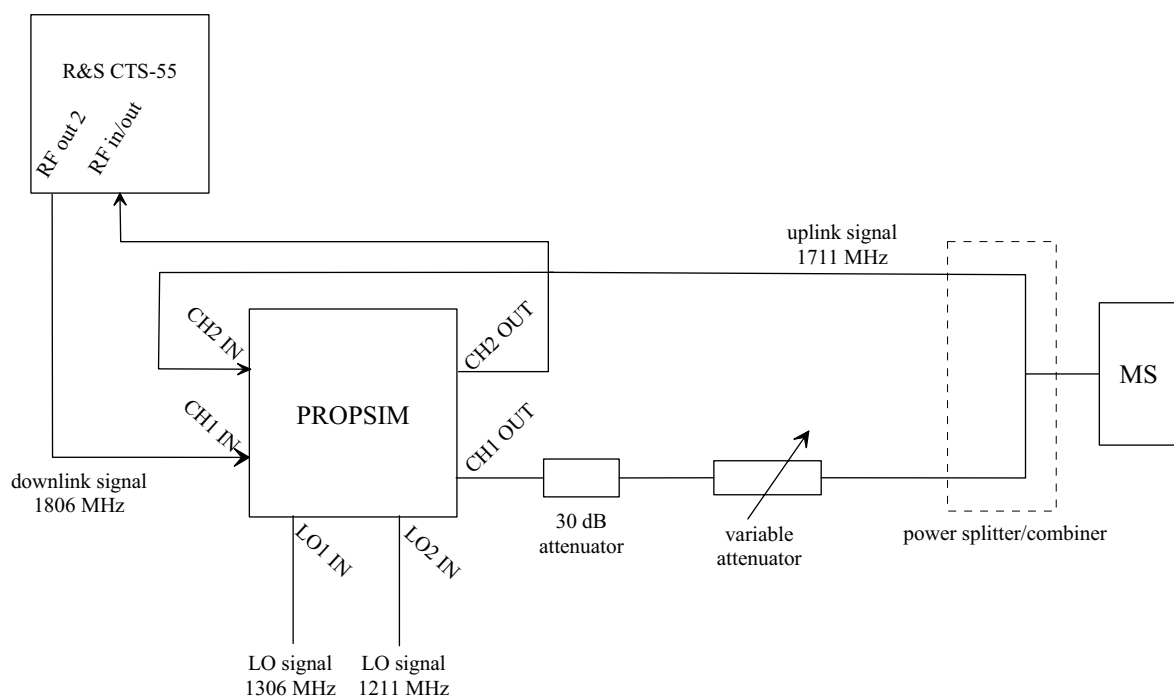 R&S CTS-55
RF out 2
RF in/out
uplink signal
1711 MHz
CH2 IN
CH2 OUT
MS
PROPSIM
CH1 IN
CH1 OUT
downlink signal
1806 MHz
30 dB
attenuator
variable
attenuator
power splitter/combiner
LO1 IN
LO2 IN
LO signal
1306 MHz
LO signal
1211 MHz